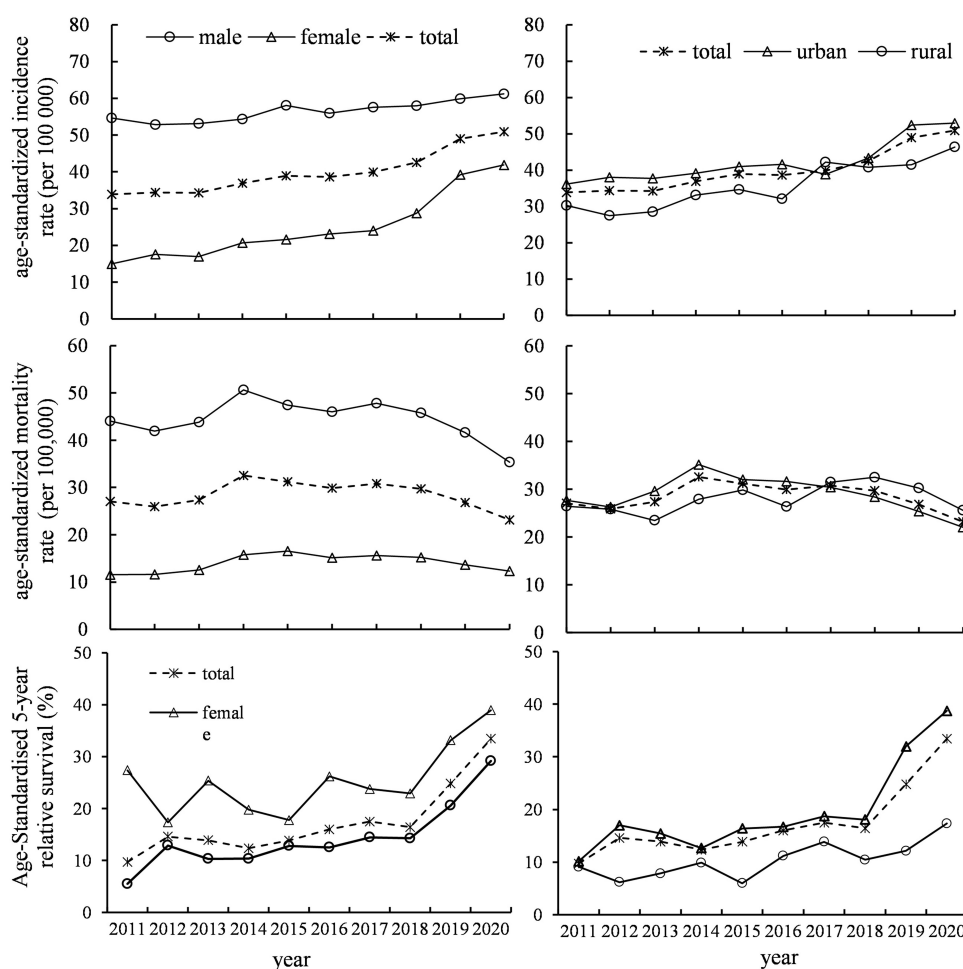 80
70
60
50
40
30
20
10
0
male female total
age-standardized incidence
rate (per 100 000)
80
70
60
50
40
30
20
10
0
total urban rural
60
50
40
30
20
10
0
age-standardized mortality
rate (per 100,000)
60
50
40
30
20
10
0
50
40
30
20
10
0
total
femal
e
Age-Standardised 5-year
relative survival (%)
2011 2012 2013 2014 2015 2016 2017 2018 2019 2020
year
50
40
30
20
10
0
2011 2012 2013 2014 2015 2016 2017 2018 2019 2020
year